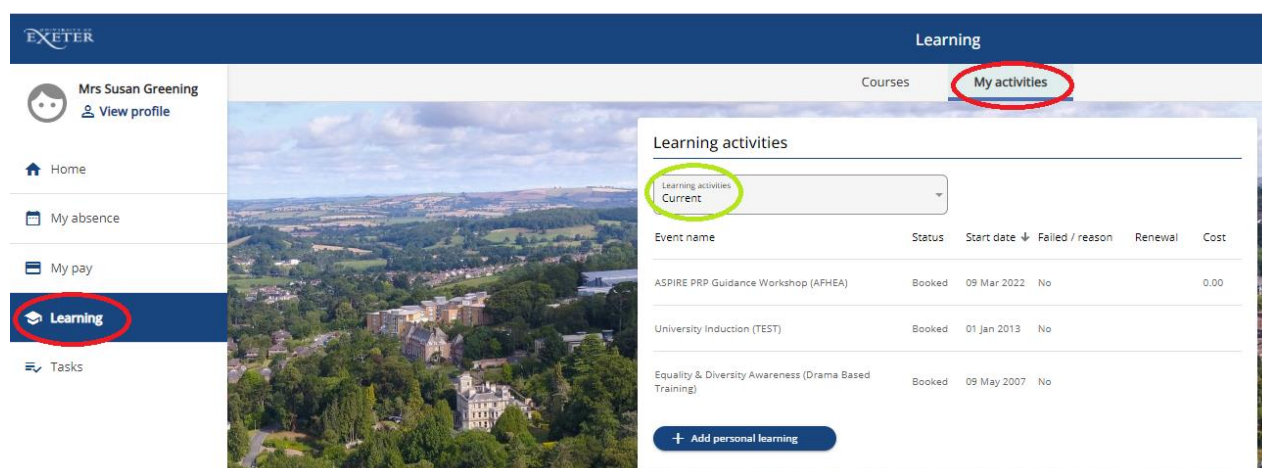 UNIVERSITY OF
EXETER
Learning
Mrs Susan Greening
View profile
Courses
My activities
Home
My absence
My pay
Learning
Tasks
Learning activities
Learning activities
Current
Event name Status Start date Failed / reason Renewal Cost
ASPIRE PRP Guidance Workshop (AFHEA) Booked 09 Mar 2022 No 0.00
University Induction (TEST) Booked 01 Jan 2013 No
Equality & Diversity Awareness (Drama Based
Training) Booked 09 May 2007 No
+ Add personal learning